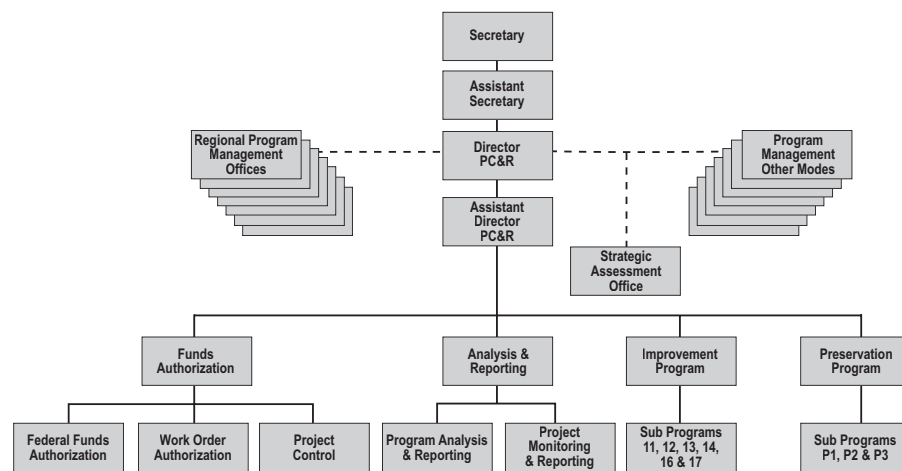 Secretary
Assistant
Secretary
Regional Program
Management
Offices
Director
PC&R
Program
Management
Other Modes
Assistant
Director
PC&R
Strategic
Assessment
Office
Funds
Authorization
Analysis &
Reporting
Improvement
Program
Preservation
Program
Federal Funds
Authorization
Work Order
Authorization
Project
Control
Program Analysis
& Reporting
Project
Monitoring
& Reporting
Sub Programs
11, 12, 13, 14,
16 & 17
Sub Programs
P1, P2 & P3